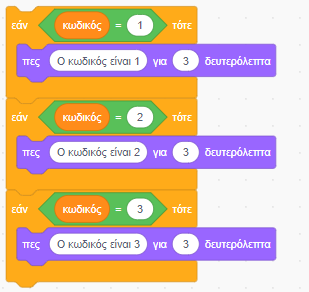 εάν κωδικός = 1 τότε
πες Ο κωδικός είναι 1 για 3 δευτερόλεπτα
εάν κωδικός = 2 τότε
πες Ο κωδικός είναι 2 για 3 δευτερόλεπτα
εάν κωδικός = 3 τότε
πες Ο κωδικός είναι 3 για 3 δευτερόλεπτα